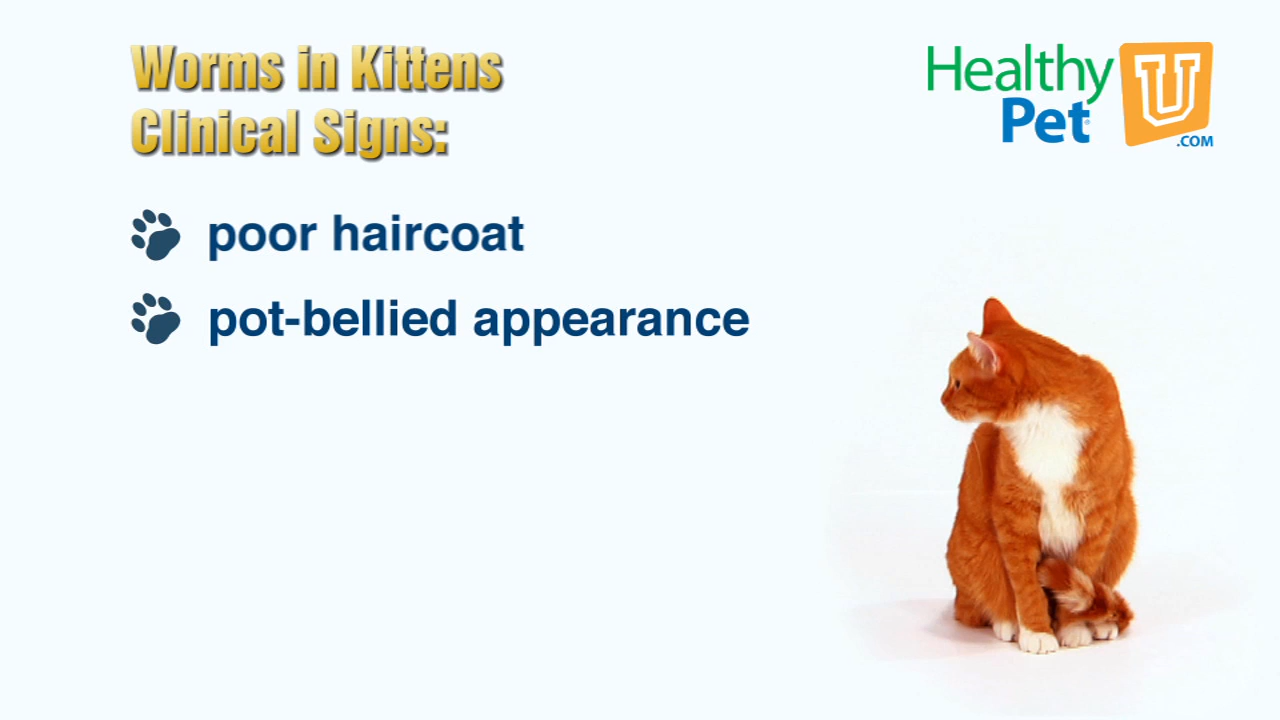 Worms in Kittens
Clinical Signs:
Healthy
Pet®
U
.COM
poor haircoat
pot-bellied appearance